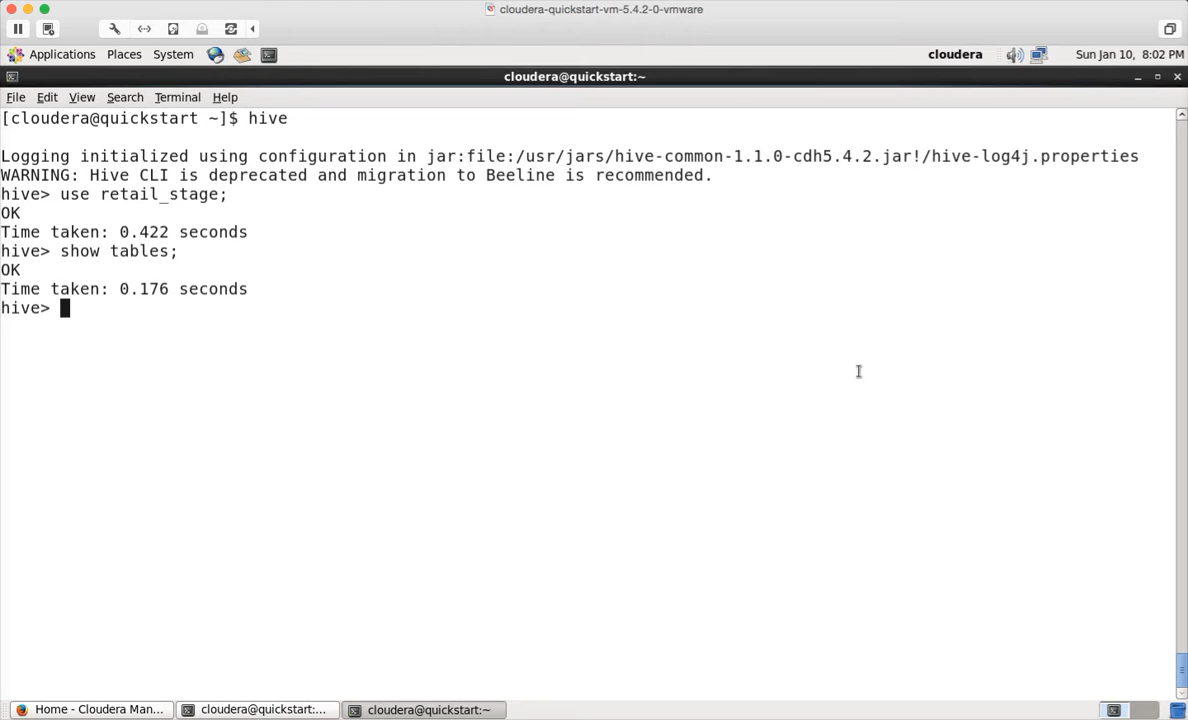 cloudera-quickstart-vm-5.4.2-0-vmware
Applications Places System cloudera Sun Jan 10, 8:02 PM
cloudera@quickstart:~
File Edit View Search Terminal Help
[cloudera@quickstart ~]$ hive
Logging initialized using configuration in jar:file:/usr/jars/hive-common-1.1.0-cdh5.4.2.jar!/hive-log4j.properties
WARNING: Hive CLI is deprecated and migration to Beeline is recommended.
hive> use retail_stage;
OK
Time taken: 0.422 seconds
hive> show tables;
OK
Time taken: 0.176 seconds
hive>
Home - Cloudera Man... cloudera@quickstart:... cloudera@quickstart:~